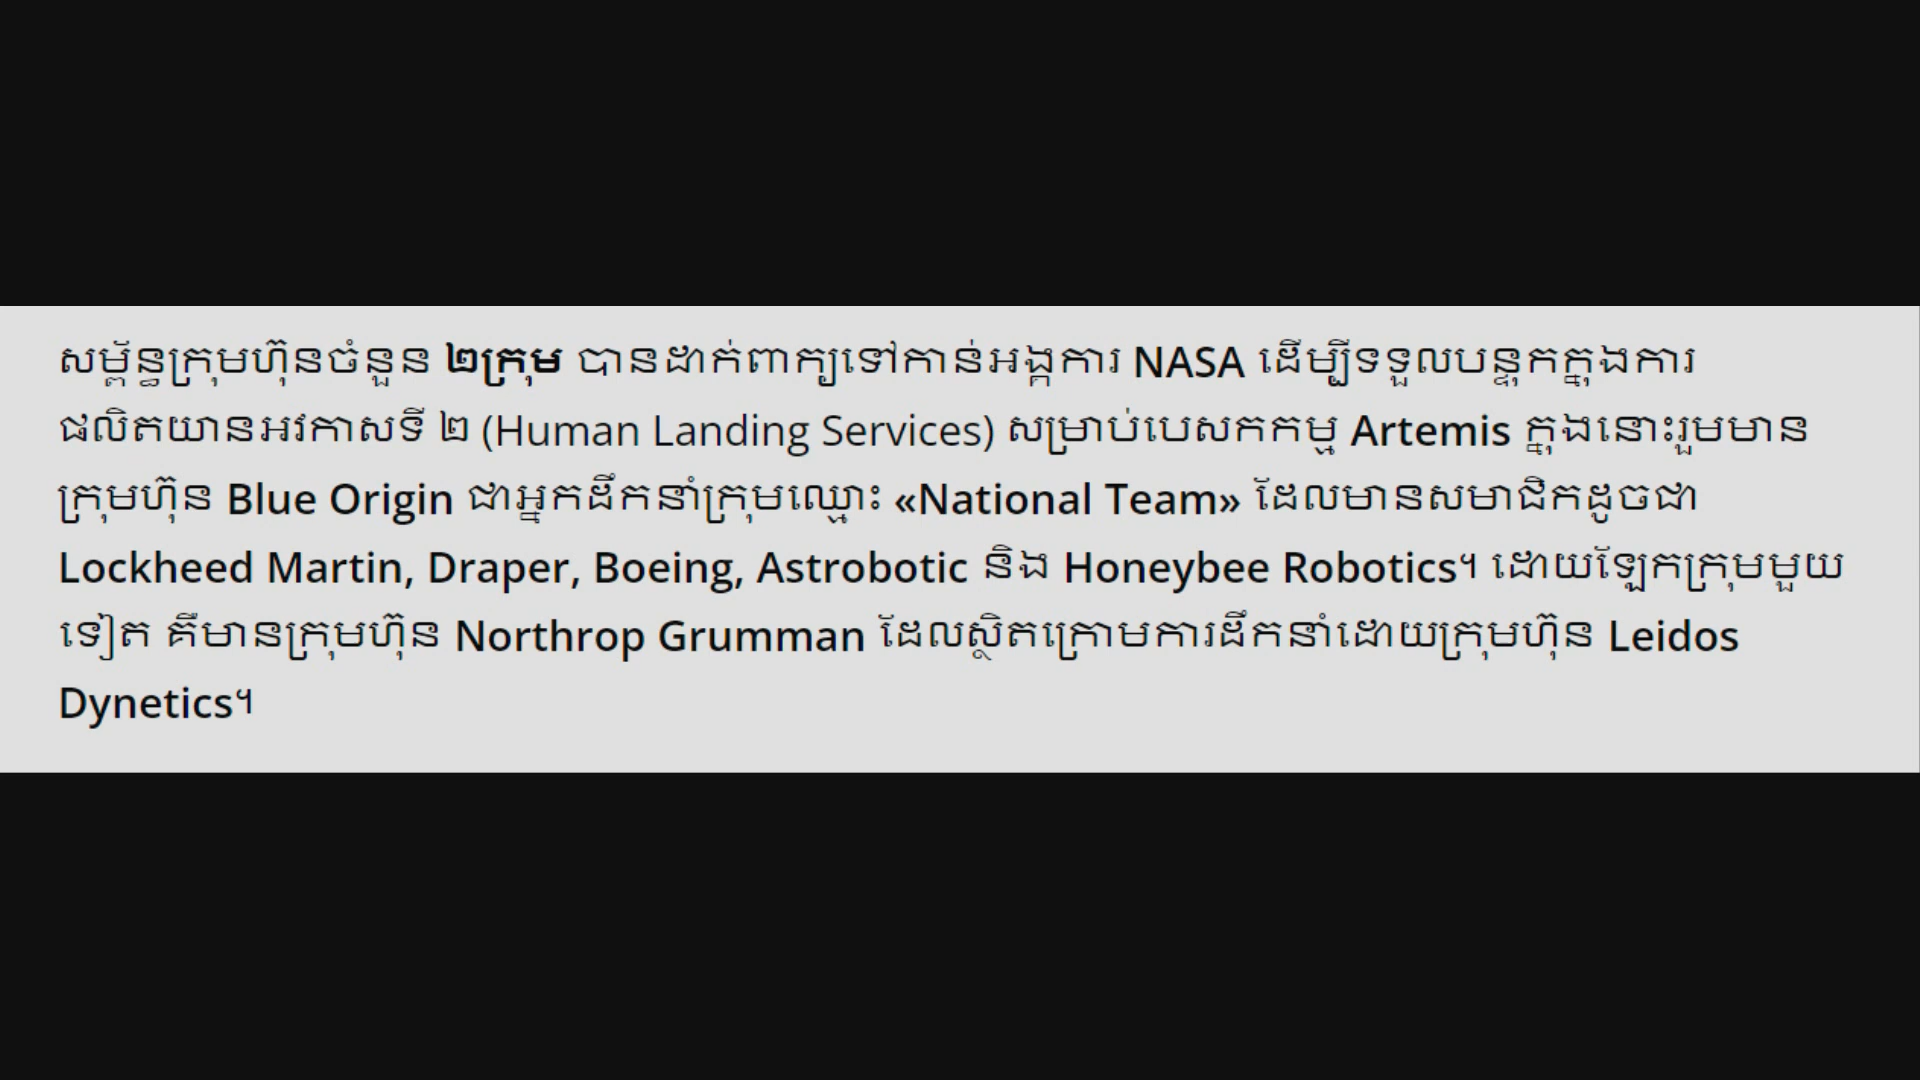 សម្ព័ន្ធក្រុមហ៊ុនចំនួន ២ក្រុម បានដាក់ពាក្យទៅកាន់អង្គការ NASA ដើម្បីទទួលបន្ទុកក្នុងការ
ផលិតយានអវកាសទី ២ (Human Landing Services) សម្រាប់បេសកកម្ម Artemis ក្នុងនោះរួមមាន
ក្រុមហ៊ុន Blue Origin ជាអ្នកដឹកនាំក្រុមឈ្មោះ «National Team» ដែលមានសមាជិកដូចជា
Lockheed Martin, Draper, Boeing, Astrobotic និង Honeybee Robotics។ ដោយឡែកក្រុមមួយ
ទៀត គឺមានក្រុមហ៊ុន Northrop Grumman ដែលស្ថិតក្រោមការដឹកនាំដោយក្រុមហ៊ុន Leidos
Dynetics។